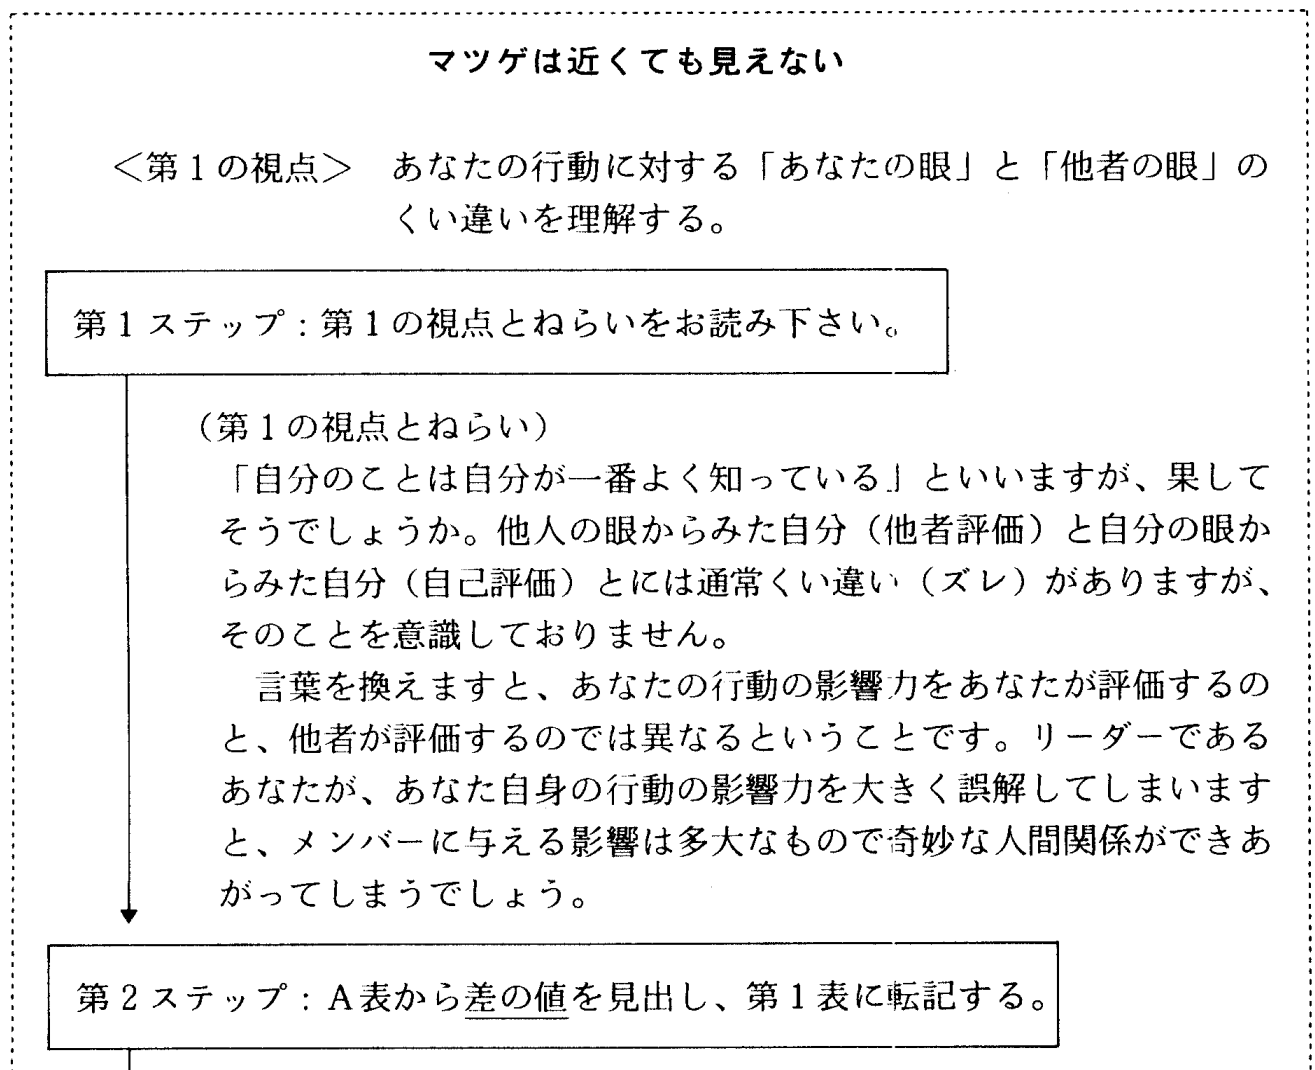 マツゲは近くても見えない
＜第1の視点＞　あなたの行動に対する「あなたの眼」と「他者の眼」の
くい違いを理解する。
第1ステップ：第1の視点とねらいをお読み下さい。
（第1の視点とねらい）
「自分のことは自分が一番よく知っている」といいますが、果して
そうでしょうか。他人の眼からみた自分（他者評価）と自分の眼か
らみた自分（自己評価）とには通常くい違い（ズレ）がありますが、
そのことを意識しておりません。
言葉を換えますと、あなたの行動の影響力をあなたが評価するの
と、他者が評価するのでは異なるということです。リーダーである
あなたが、あなた自身の行動の影響力を大きく誤解してしまいます
と、メンバーに与える影響は多大なもので奇妙な人間関係ができあ
がってしまうでしょう。
第2ステップ：A表から差の値を見出し、第1表に転記する。